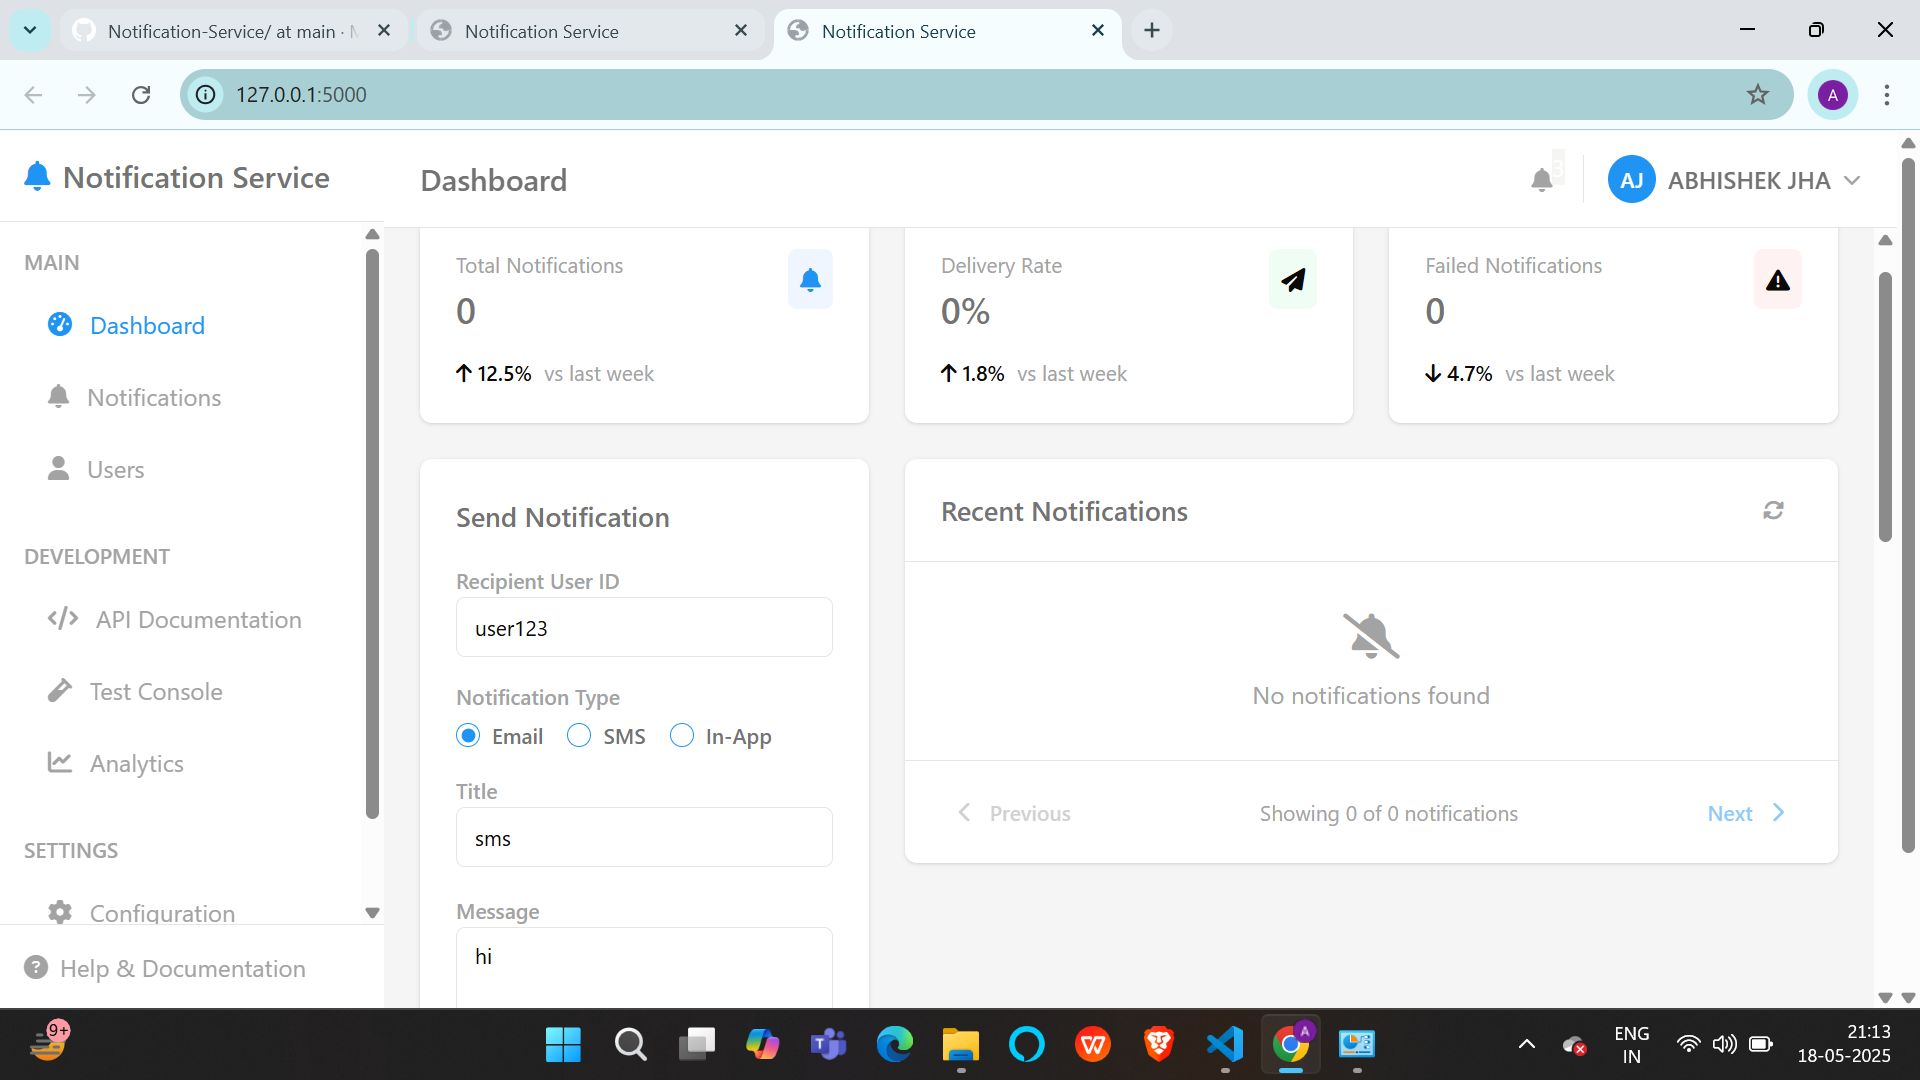 Notification-Service/ at main ·
Notification Service
Notification Service
127.0.0.1:5000
A
Notification Service
Dashboard
3
AJ
ABHISHEK JHA
MAIN
Dashboard
Notifications
Users
DEVELOPMENT
API Documentation
Test Console
Analytics
SETTINGS
Configuration
Help & Documentation
Total Notifications
0
12.5% vs last week
Delivery Rate
0%
1.8% vs last week
Failed Notifications
0
4.7% vs last week
Send Notification
Recipient User ID
user123
Notification Type
Email SMS In-App
Title
sms
Message
hi
Recent Notifications
No notifications found
Previous
Showing 0 of 0 notifications
Next
9+
A
ENG
IN
21:13
18-05-2025